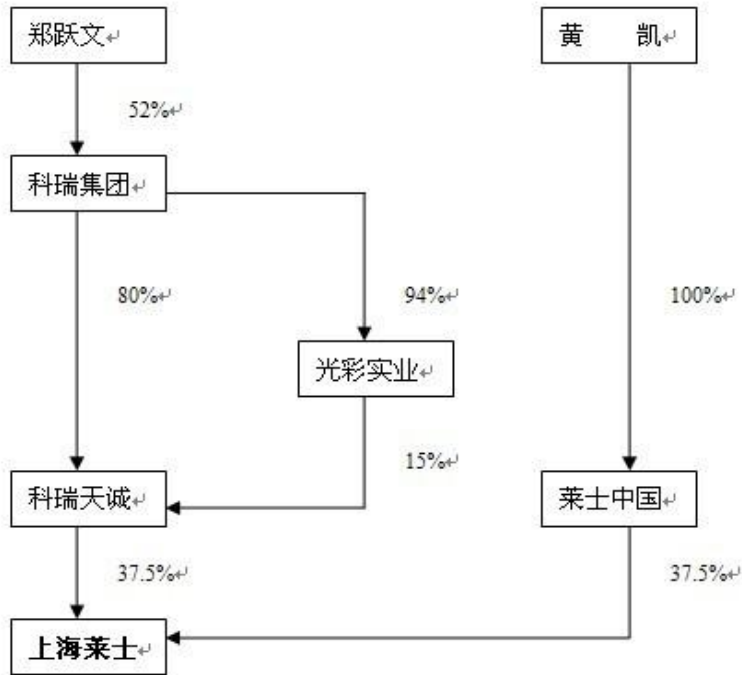 郑跃文
黄 凯
52%
科瑞集团
80%
94%
100%
光彩实业
15%
科瑞天诚
莱士中国
37.5%
37.5%
上海莱士